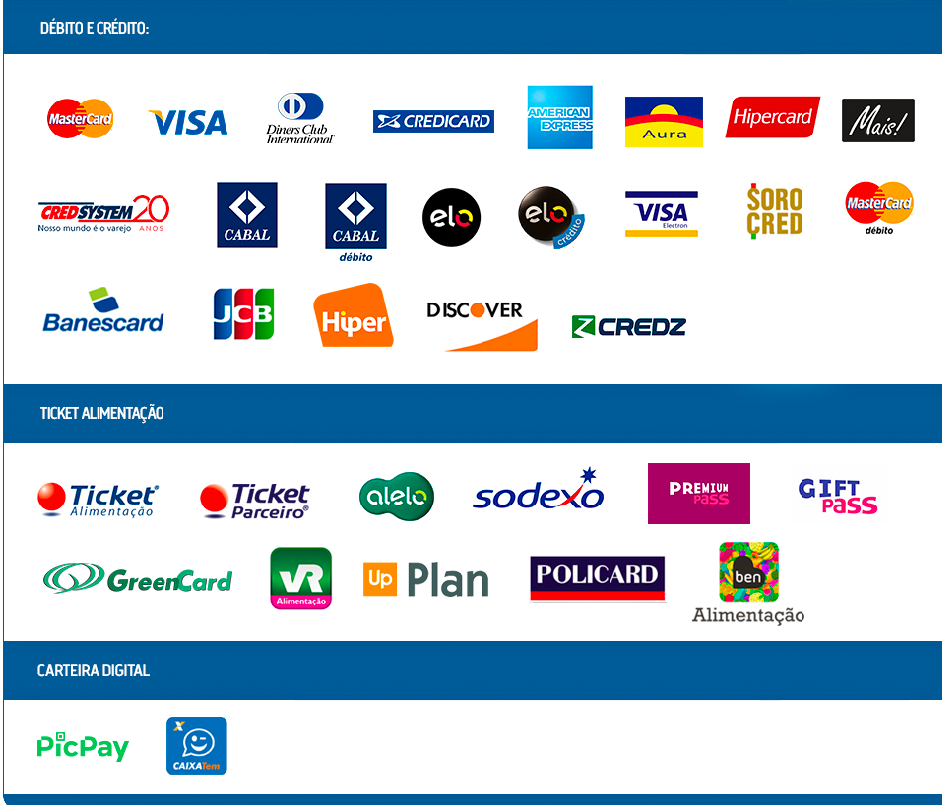 DÉBITO E CRÉDITO:
MasterCard
VISA
Diners Club
International
CREDICARD
AMERICAN
EXPRESS
Aura
Hipercard
Mais!
CREDSYSTEM 20
Nosso mundo é o varejo ANOS
CABAL
CABAL
débito
elo
elo
crédito
VISA
Electron
SORO
CRED
MasterCard
débito
Banescard
JCB
Hiper
DISCOVER
CREDZ
TICKET ALIMENTAÇÃO
Ticket®
Alimentação
Ticket
Parceiro®
alelo
sodexo
PREMIUM
PASS
GIFT
PASS
GreenCard
VR
Alimentação
Up Plan
POLICARD
ben
Alimentação
CARTEIRA DIGITAL
PicPay
X
CAIXATem